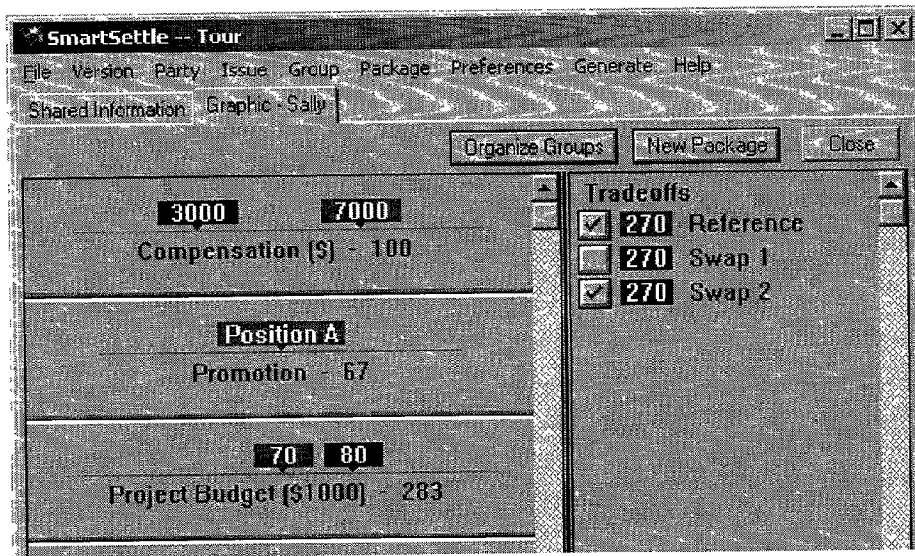 SmartSettle -- Tour
File Version Party Issue Group Package Preferences Generate Help
Shared Information Graphic - Sally
Organize Groups New Package Close
3000 7000
Compensation ($) - 100
Position A
Promotion - 67
70 80
Project Budget ($1000) - 283
Tradeoffs
270 Reference
270 Swap 1
270 Swap 2